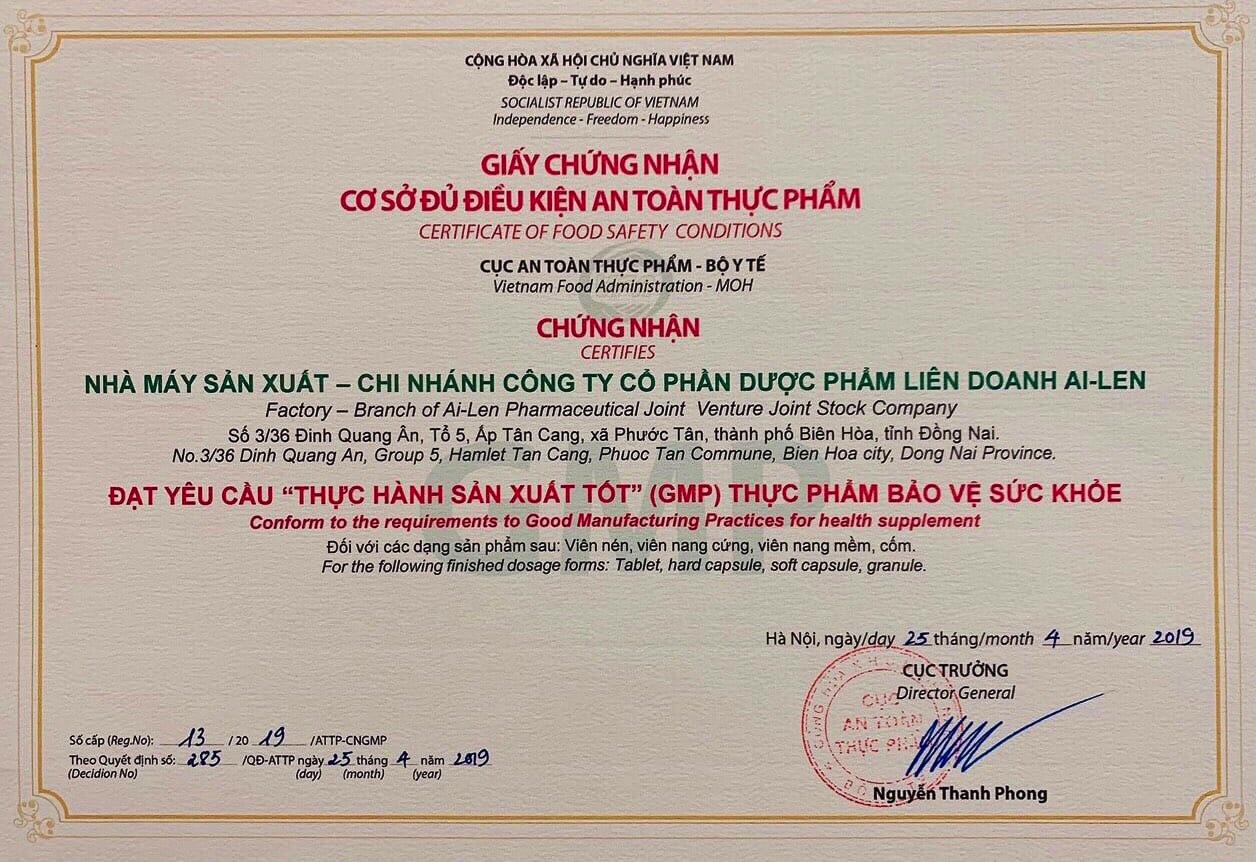 CỘNG HÒA XÃ HỘI CHỦ NGHĨA VIỆT NAM
Độc lập – Tự do – Hạnh phúc
SOCIALIST REPUBLIC OF VIETNAM
Independence - Freedom - Happiness
GIẤY CHỨNG NHẬN
CƠ SỞ ĐỦ ĐIỀU KIỆN AN TOÀN THỰC PHẨM
CERTIFICATE OF FOOD SAFETY CONDITIONS
CỤC AN TOÀN THỰC PHẨM - BỘ Y TẾ
Vietnam Food Administration - MOH
CHỨNG NHẬN
CERTIFIES
NHÀ MÁY SẢN XUẤT – CHI NHÁNH CÔNG TY CỔ PHẦN DƯỢC PHẨM LIÊN DOANH AI-LEN
Factory – Branch of Ai-Len Pharmaceutical Joint Venture Joint Stock Company
Số 3/36 Đinh Quang Ân, Tổ 5, Ấp Tân Cang, xã Phước Tân, thành phố Biên Hòa, tỉnh Đồng Nai.
No.3/36 Dinh Quang An, Group 5, Hamlet Tan Cang, Phuoc Tan Commune, Bien Hoa city, Dong Nai Province.
GMP
ĐẠT YÊU CẦU “THỰC HÀNH SẢN XUẤT TỐT” (GMP) THỰC PHẨM BẢO VỆ SỨC KHỎE
Conform to the requirements to Good Manufacturing Practices for health supplement
Đối với các dạng sản phẩm sau: Viên nén, viên nang cứng, viên nang mềm, cốm.
For the following finished dosage forms: Tablet, hard capsule, soft capsule, granule.
Hà Nội, ngày/day 25 tháng/month 4 năm/year 2019
CỤC TRƯỞNG
Director General
CỤC
AN TOÀN
THỰC
Nguyễn Thanh Phong
Số cấp (Reg.No): 13 / 20 19 /ATTP-CNGMP
Theo Quyết định số: 285 /QĐ-ATTP ngày 25 tháng 4 năm 2019
(Decidion No) (day) (month) (year)